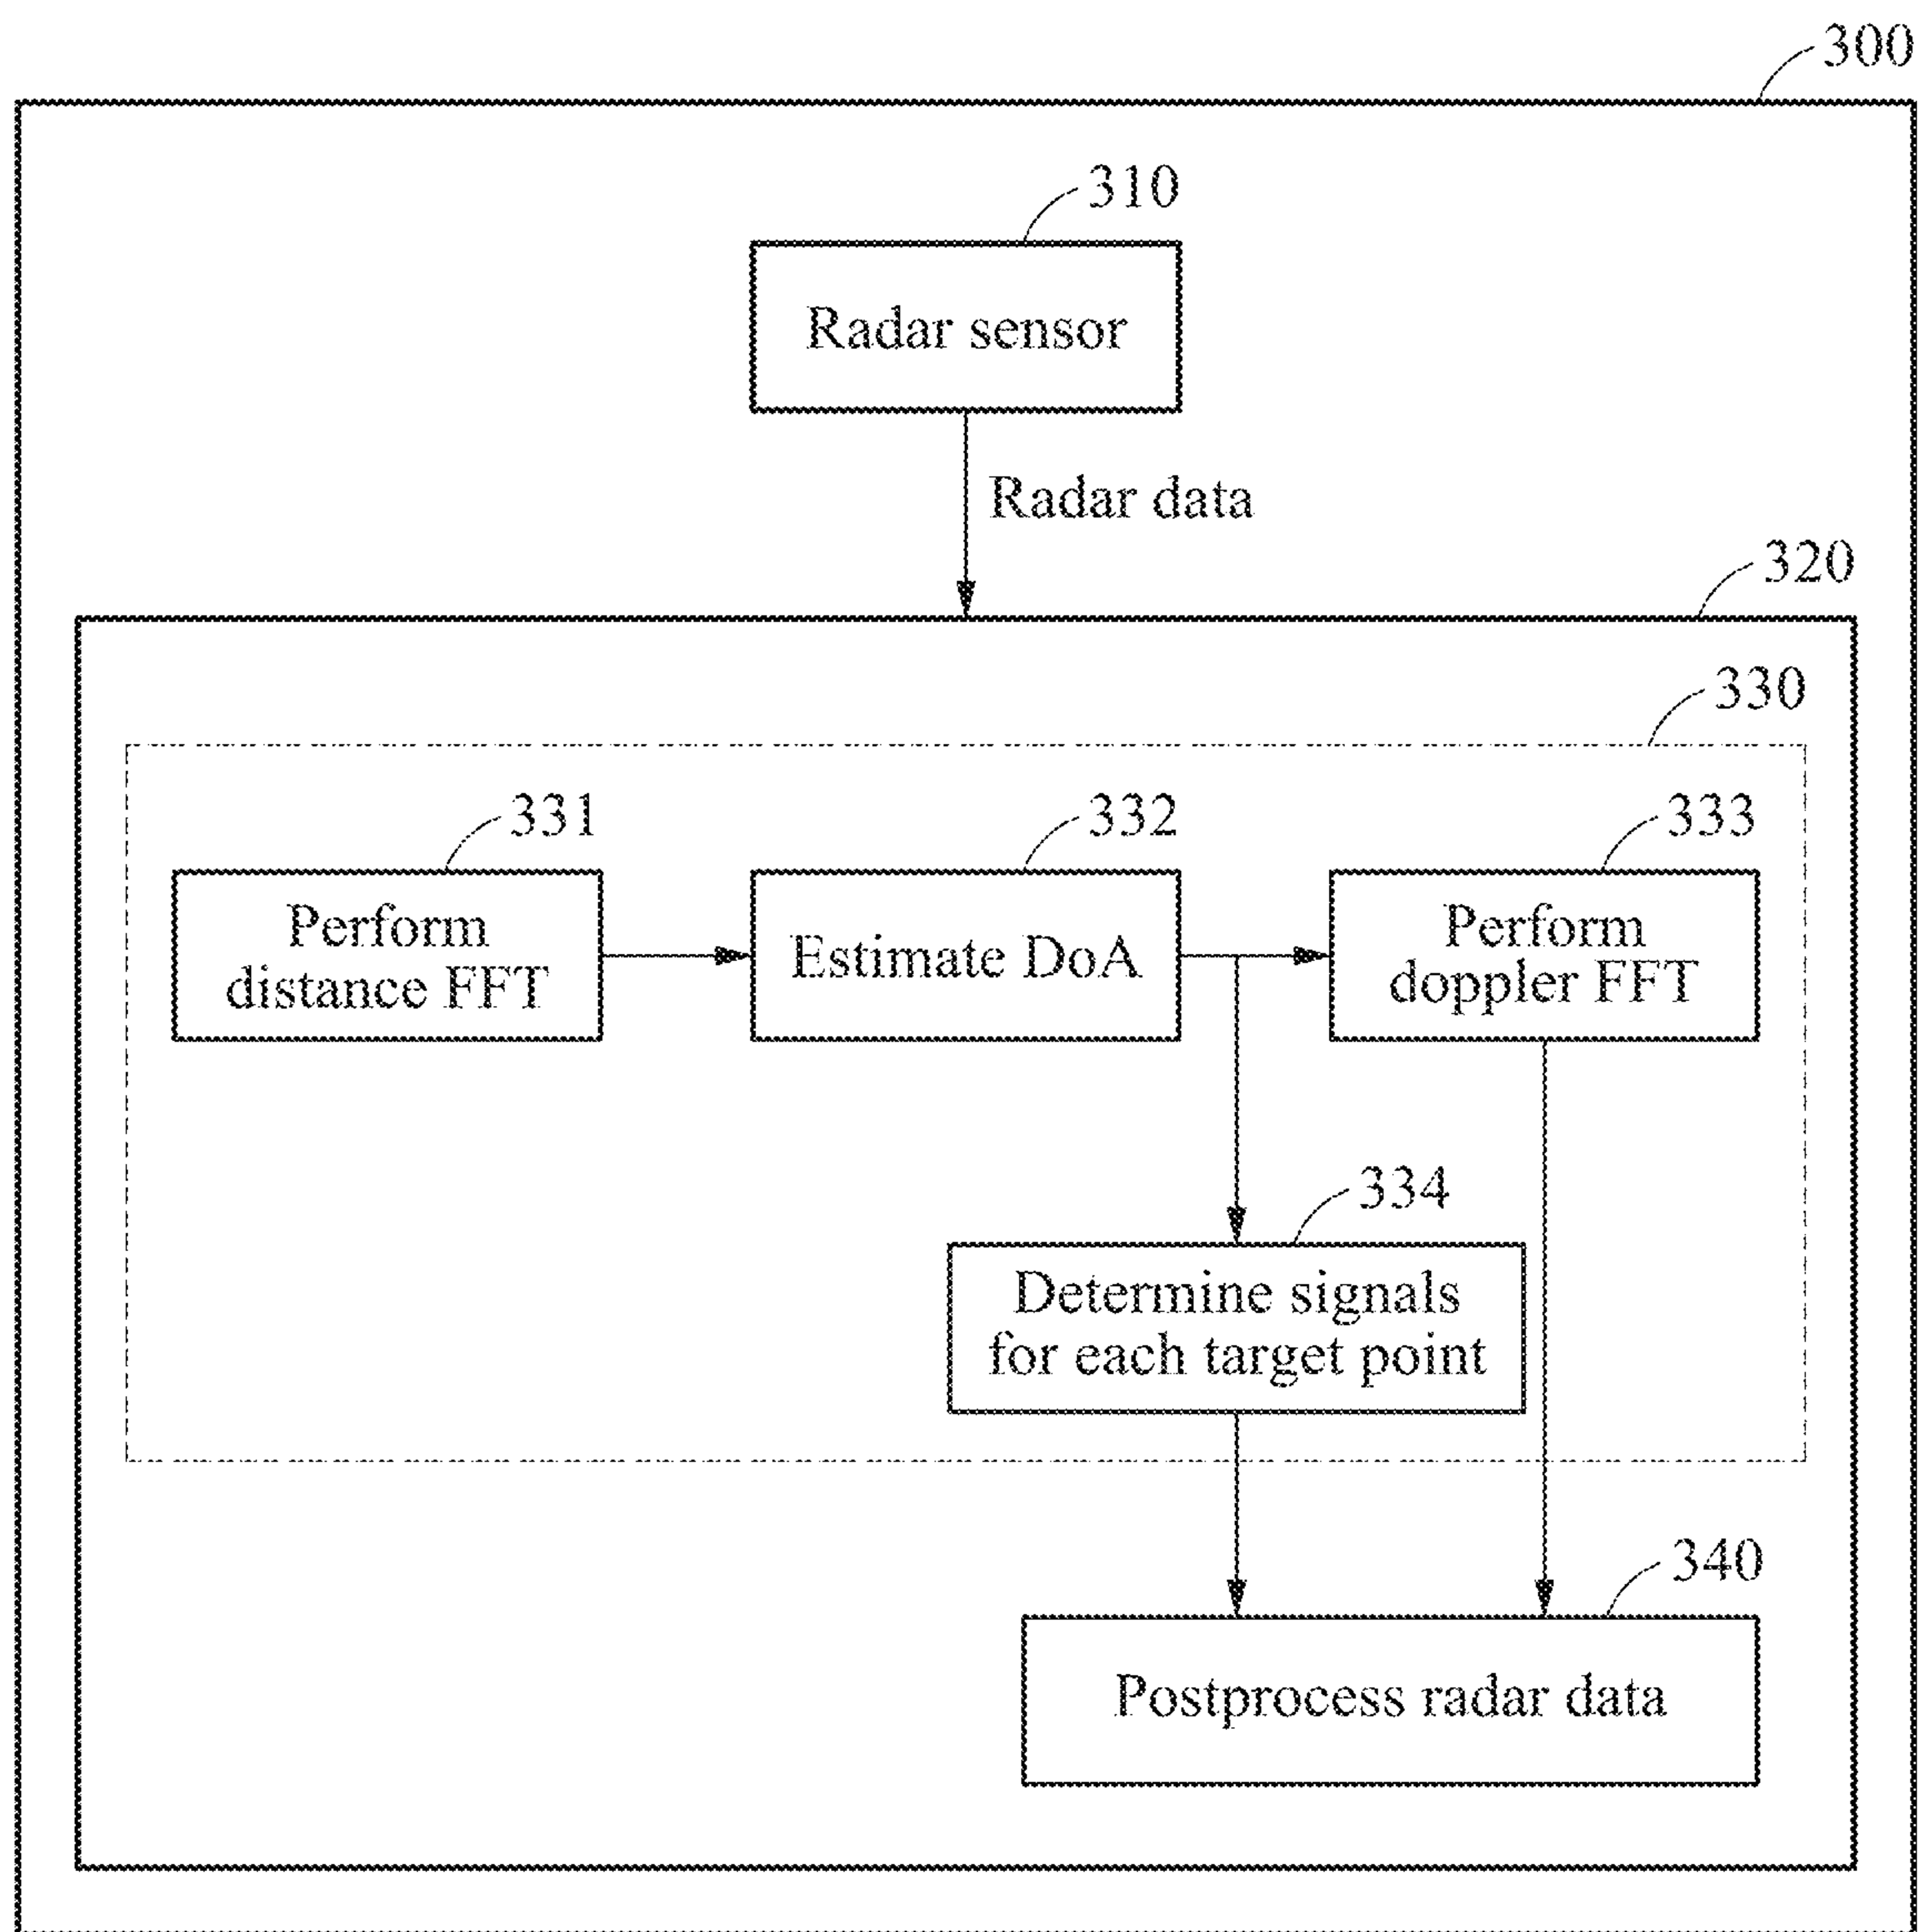 300
310
Radar sensor
Radar data
320
330
331
332
333
Perform
distance FFT
Estimate DoA
Perform
doppler FFT
334
Determine signals
for each target point
340
Postprocess radar data